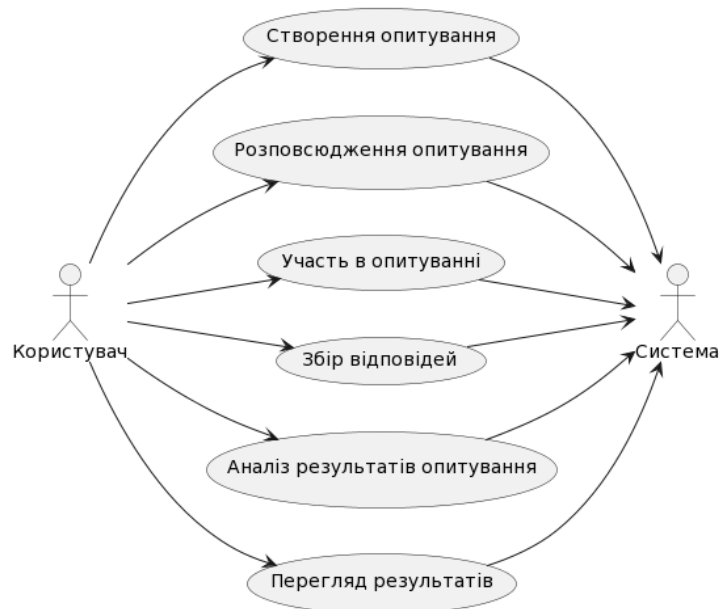 Створення опитування
Розповсюдження опитування
Участь в опитуванні
Користувач
Система
Збір відповідей
Аналіз результатів опитування
Перегляд результатів